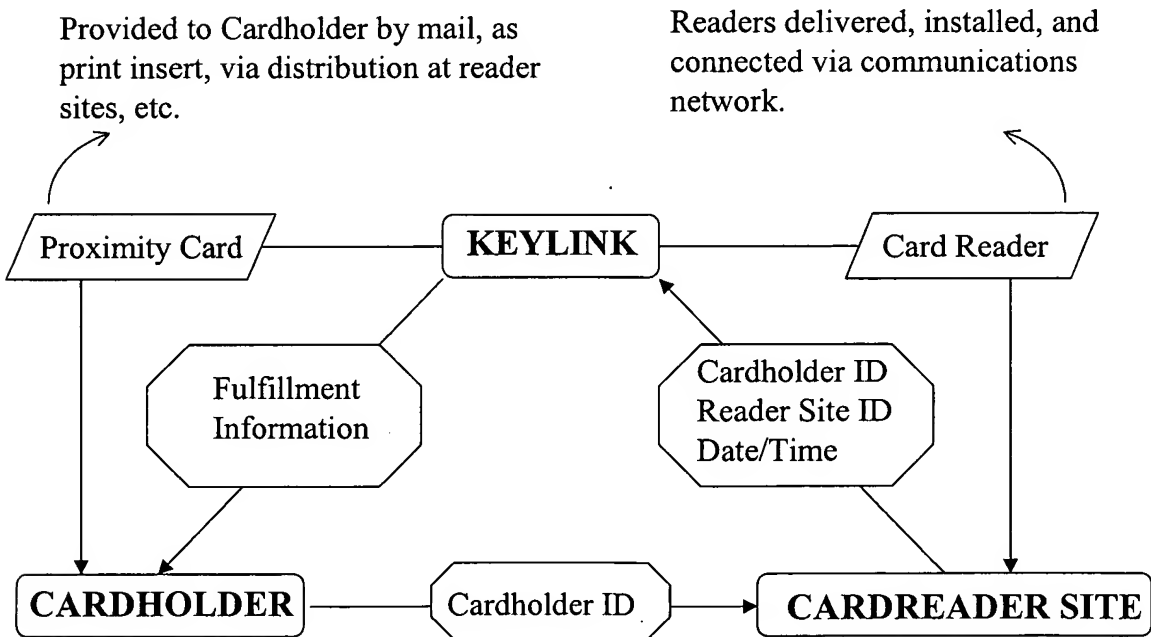 Provided to Cardholder by mail, as
print insert, via distribution at reader
sites, etc.
Readers delivered, installed, and
connected via communications
network.
Proximity Card
KEYLINK
Card Reader
Fulfillment
Information
Cardholder ID
Reader Site ID
Date/Time
CARDHOLDER
Cardholder ID
CARDREADER SITE